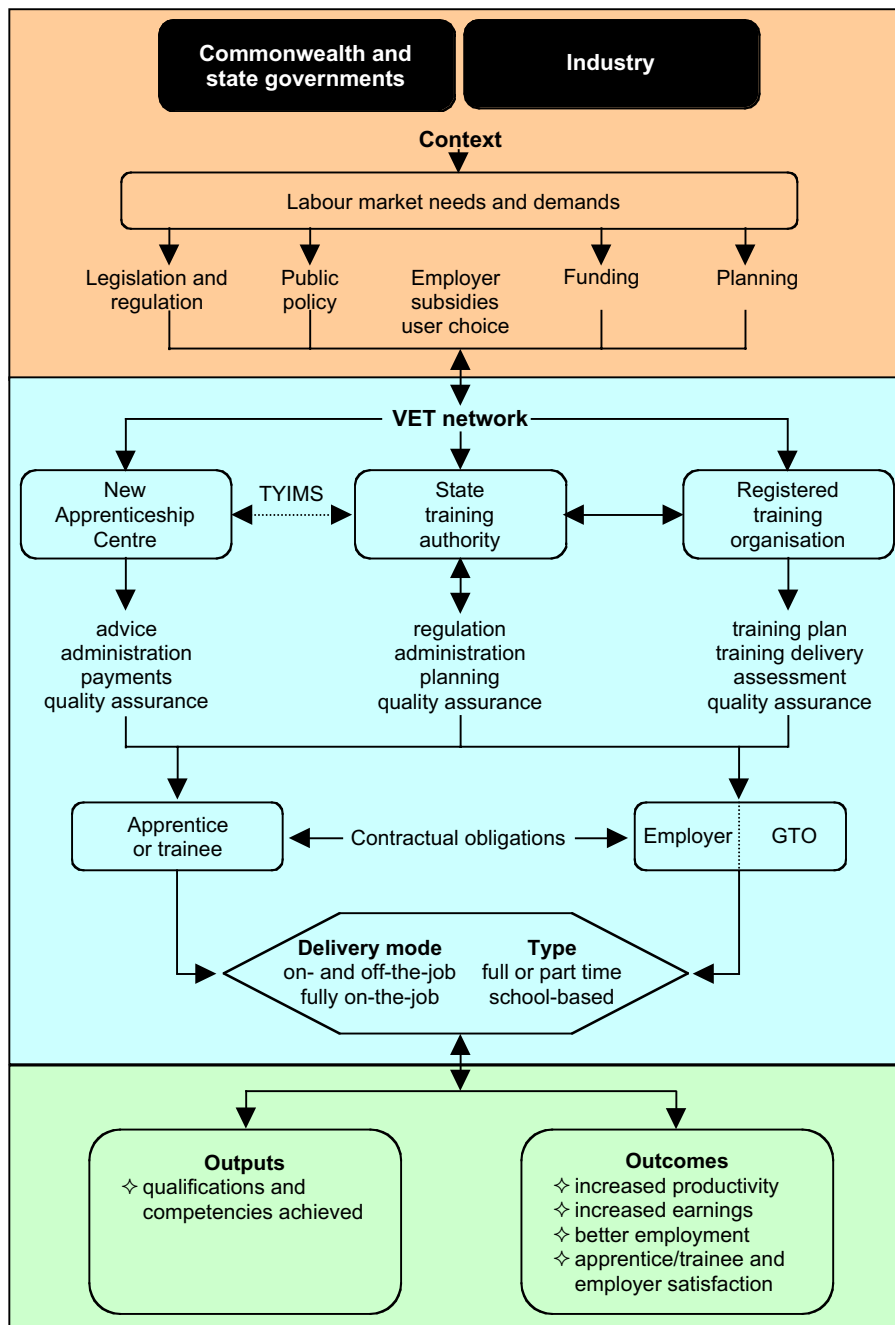 Commonwealth and
state governments
Industry
Context
Labour market needs and demands
Legislation and
regulation
Public
policy
Employer
subsidies
user choice
Funding
Planning
VET network
New
Apprenticeship
Centre
TYIMS
State
training
authority
Registered
training
organisation
advice
administration
payments
quality assurance
regulation
administration
planning
quality assurance
training plan
training delivery
assessment
quality assurance
Apprentice
or trainee
Contractual obligations
Employer
GTO
Delivery mode
on- and off-the-job
fully on-the-job
Type
full or part time
school-based
Outputs
✧ qualifications and
competencies achieved
Outcomes
✧ increased productivity
✧ increased earnings
✧ better employment
✧ apprentice/trainee and
employer satisfaction